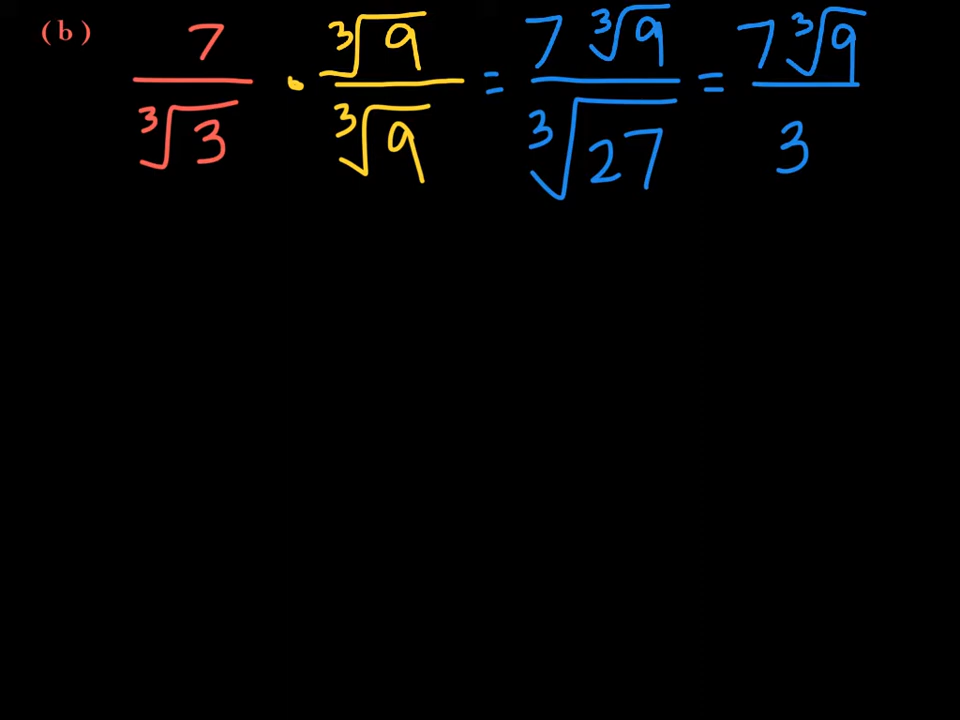 (b) 7/∛3 · ∛9/∛9 = 7∛9/∛27 = 7∛9/3